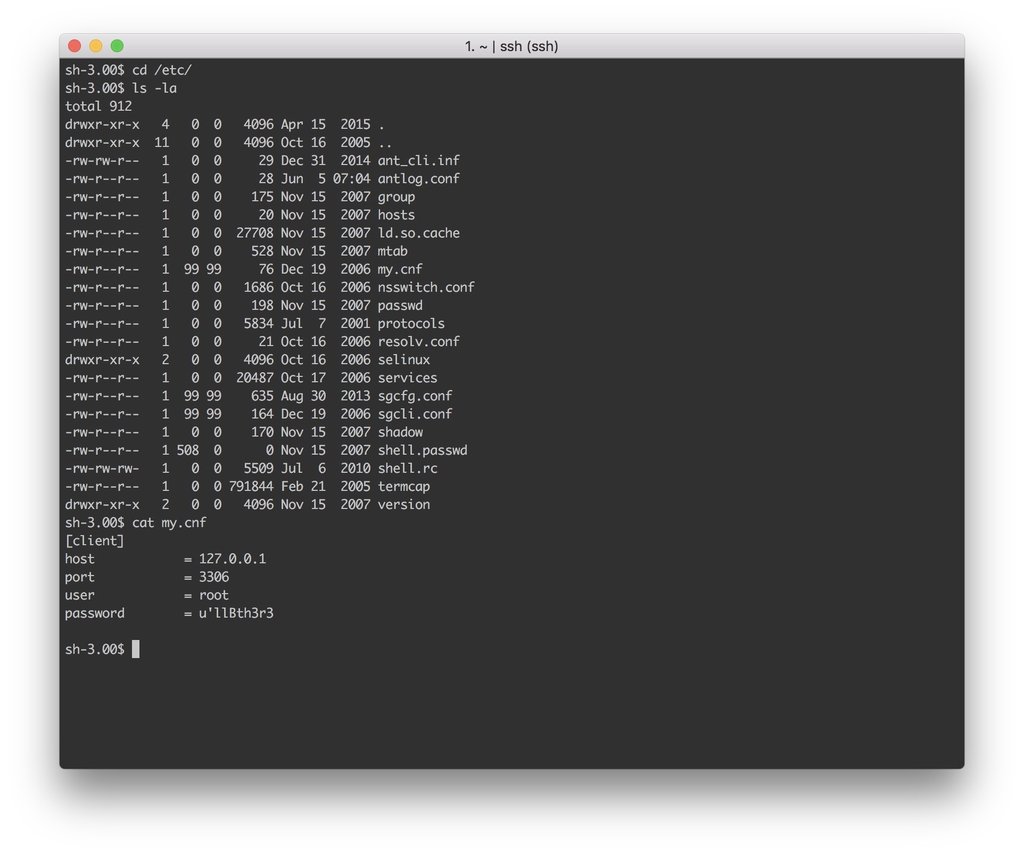 1. ~ | ssh (ssh)
sh-3.00$ cd /etc/
sh-3.00$ ls -la
total 912
drwxr-xr-x   4   0  0   4096 Apr 15  2015 .
drwxr-xr-x  11   0  0   4096 Oct 16  2005 ..
-rw-rw-r--   1   0  0     29 Dec 31  2014 ant_cli.inf
-rw-r--r--   1   0  0     28 Jun  5 07:04 antlog.conf
-rw-r--r--   1   0  0    175 Nov 15  2007 group
-rw-r--r--   1   0  0     20 Nov 15  2007 hosts
-rw-r--r--   1   0  0  27708 Nov 15  2007 ld.so.cache
-rw-r--r--   1   0  0    528 Nov 15  2007 mtab
-rw-r--r--   1  99 99     76 Dec 19  2006 my.cnf
-rw-r--r--   1   0  0   1686 Oct 16  2006 nsswitch.conf
-rw-r--r--   1   0  0    198 Nov 15  2007 passwd
-rw-r--r--   1   0  0   5834 Jul  7  2001 protocols
-rw-r--r--   1   0  0     21 Oct 16  2006 resolv.conf
drwxr-xr-x   2   0  0   4096 Oct 16  2006 selinux
-rw-r--r--   1   0  0  20487 Oct 17  2006 services
-rw-r--r--   1  99 99    635 Aug 30  2013 sgcfg.conf
-rw-r--r--   1  99 99    164 Dec 19  2006 sgcli.conf
-rw-r--r--   1   0  0    170 Nov 15  2007 shadow
-rw-r--r--   1 508  0      0 Nov 15  2007 shell.passwd
-rw-rw-rw-   1   0  0   5509 Jul  6  2010 shell.rc
-rw-r--r--   1   0  0 791844 Feb 21  2005 termcap
drwxr-xr-x   2   0  0   4096 Nov 15  2007 version
sh-3.00$ cat my.cnf
[client]
host            = 127.0.0.1
port            = 3306
user            = root
password        = u'llBth3r3
sh-3.00$